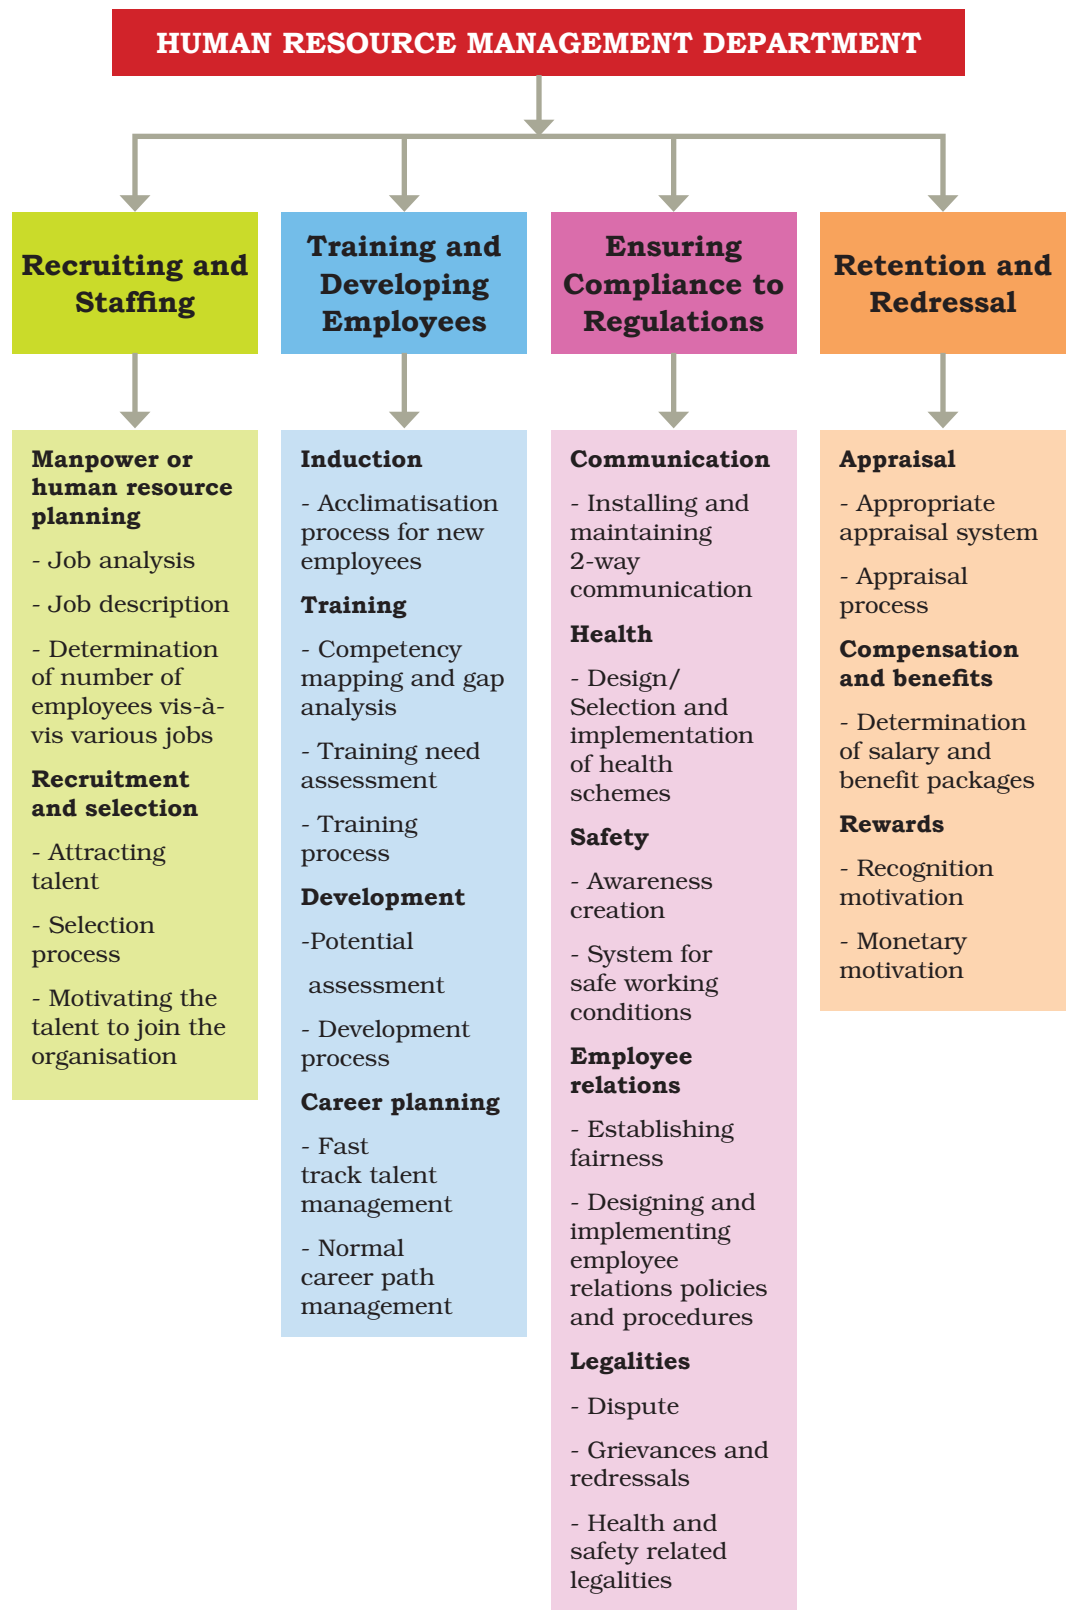 HUMAN RESOURCE MANAGEMENT DEPARTMENT
Recruiting and
Staffing
Manpower or
human resource
planning
- Job analysis
- Job description
- Determination
of number of
employees vis-à-
vis various jobs
Recruitment
and selection
- Attracting
talent
- Selection
process
- Motivating the
talent to join the
organisation
Training and
Developing
Employees
Induction
- Acclimatisation
process for new
employees
Training
- Competency
mapping and gap
analysis
- Training need
assessment
- Training
process
Development
-Potential
assessment
- Development
process
Career planning
- Fast
track talent
management
- Normal
career path
management
Ensuring
Compliance to
Regulations
Communication
- Installing and
maintaining
2-way
communication
Health
- Design/
Selection and
implementation
of health
schemes
Safety
- Awareness
creation
- System for
safe working
conditions
Employee
relations
- Establishing
fairness
- Designing and
implementing
employee
relations policies
and procedures
Legalities
- Dispute
- Grievances and
redressals
- Health and
safety related
legalities
Retention and
Redressal
Appraisal
- Appropriate
appraisal system
- Appraisal
process
Compensation
and benefits
- Determination
of salary and
benefit packages
Rewards
- Recognition
motivation
- Monetary
motivation